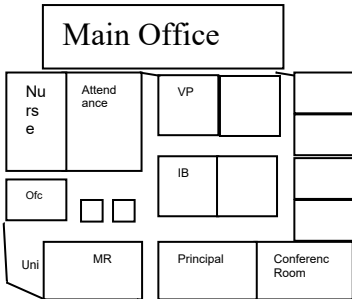 Main Office
Nu
rs
e
Attend
ance
VP
IB
Ofc
Uni
MR
Principal
Conferenc
Room